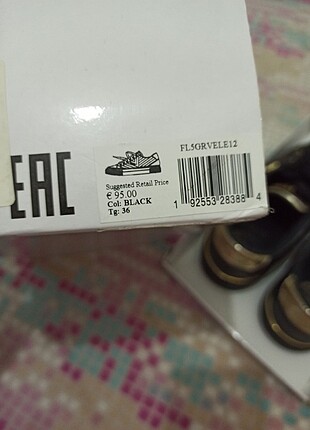 FL5GRVELE12
Suggested Retail Price
€ 95.00
Col: BLACK
Tg: 36
1 92553 28388 4
EAC